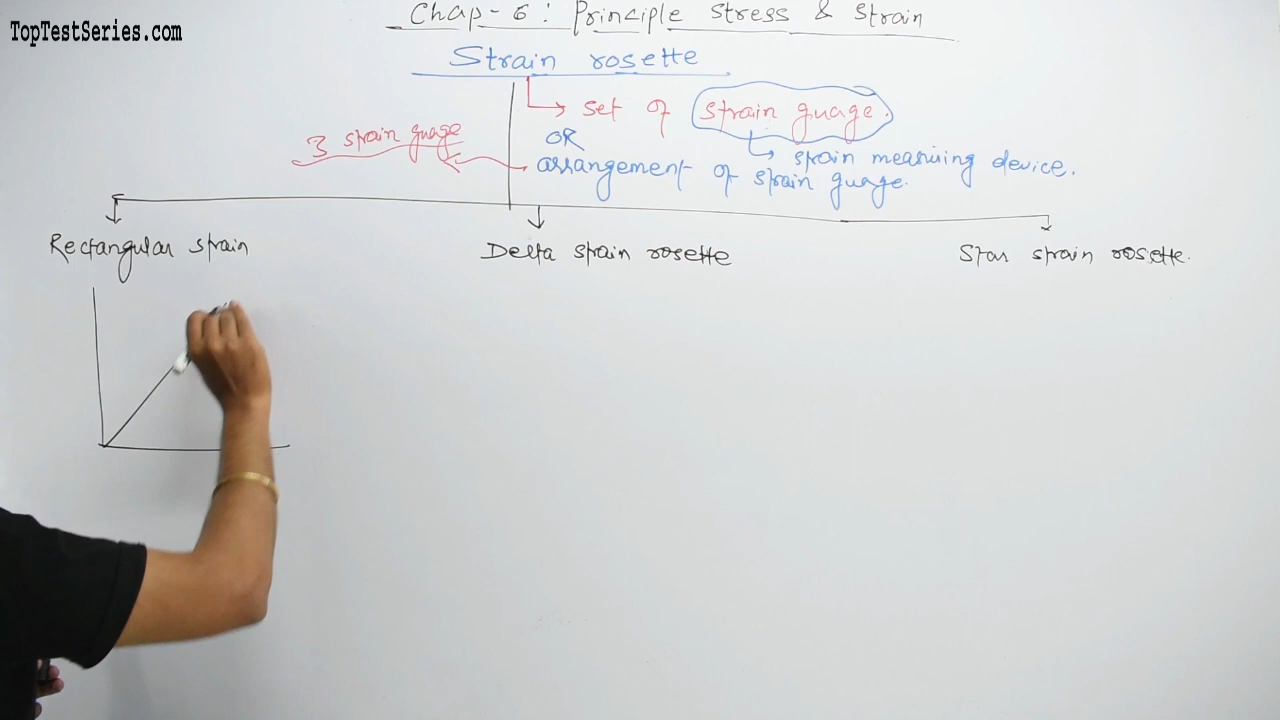 TopTestSeries.com
Chap-6: Principle stress & strain
Strain rosette
set of strain guage.
3 strain guage
OR
strain measuring device.
arrangement of strain guage.
Rectangular strain
Delta strain rosette
Star strain rosette.